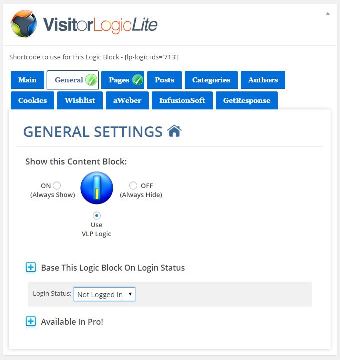 VisitorLogicLite
Shortcode to use for this Logic Block - [lp-logic ids="713"]
Main General Pages Posts Categories Authors
Cookies Wishlist aWeber InfusionSoft GetResponse
GENERAL SETTINGS
Show this Content Block:
ON OFF
(Always Show) (Always Hide)
Use
VLP Logic
Base This Logic Block On Login Status
Login Status: Not Logged In
Available In Pro!